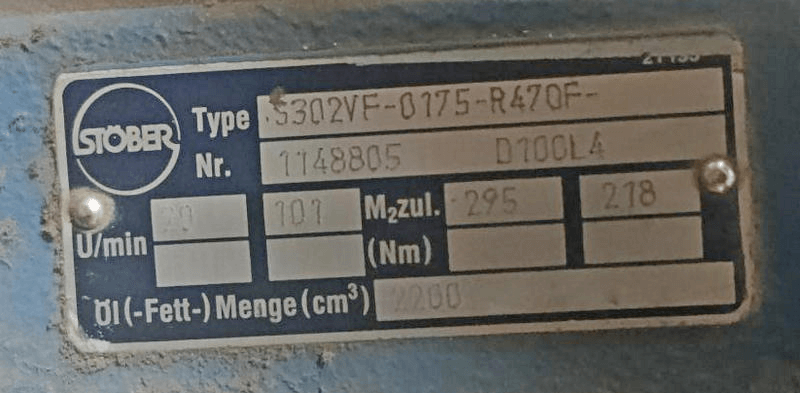 STÖBER
Type S302VF-0175-R470F-
Nr. 1148805 D100L4
U/min 20 101 M2zul. 295 218
(Nm)
Öl(-Fett-)Menge(cm³) 2200